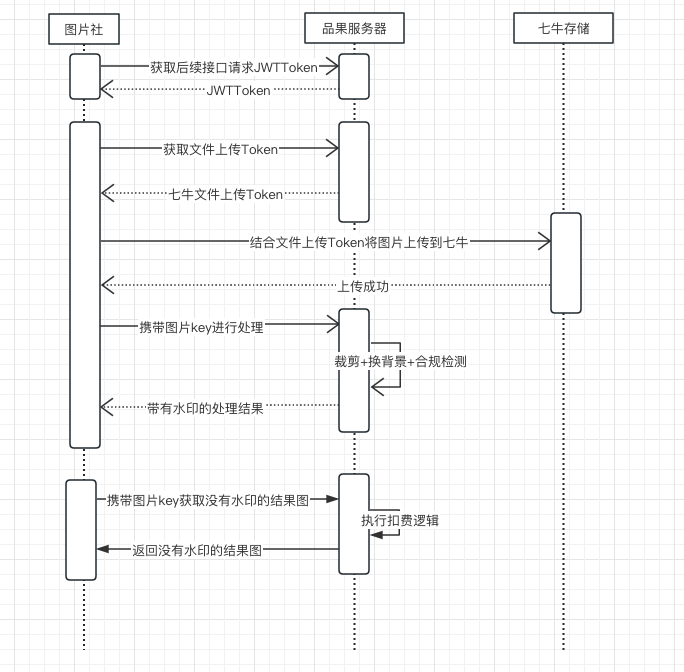 图片社
品果服务器
七牛存储
获取后续接口请求JWTToken
JWTToken
获取文件上传Token
七牛文件上传Token
结合文件上传Token将图片上传到七牛
上传成功
携带图片key进行处理
裁剪+换背景+合规检测
带有水印的处理结果
携带图片key获取没有水印的结果图
执行扣费逻辑
返回没有水印的结果图